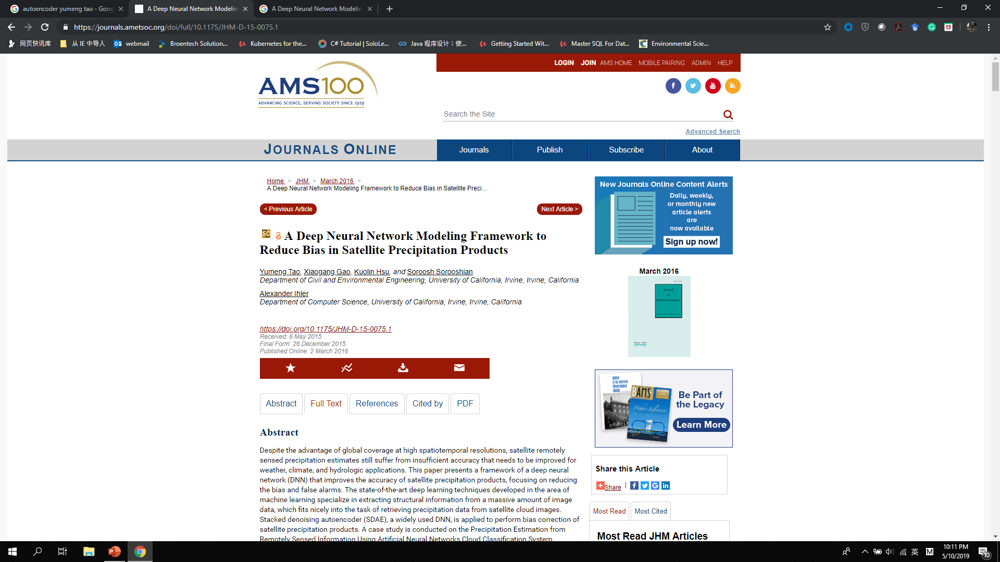 autoencoder yumeng tao - Goog
A Deep Neural Network Modelin
A Deep Neural Network Modelin
https://journals.ametsoc.org/doi/full/10.1175/JHM-D-15-0075.1
网页快讯库
从 IE 中导入
webmail
Broentech Solution...
Kubernetes for the...
C# Tutorial | SoloLe...
Java 程序设计：使...
Getting Started Wit...
Master SQL For Dat...
Environmental Scie...
LOGIN JOIN AMS HOME MOBILE PAIRING ADMIN HELP
AMS100
ADVANCING SCIENCE, SERVING SOCIETY SINCE 1919
Search the Site
Advanced Search
JOURNALS ONLINE
Journals
Publish
Subscribe
About
Home > JHM > March 2016 >
A Deep Neural Network Modeling Framework to Reduce Bias in Satellite Preci...
< Previous Article
Next Article >
SC A Deep Neural Network Modeling Framework to
Reduce Bias in Satellite Precipitation Products
Yumeng Tao, Xiaogang Gao, Kuolin Hsu, and Soroosh Sorooshian
Department of Civil and Environmental Engineering, University of California, Irvine, Irvine, California
Alexander Ihler
Department of Computer Science, University of California, Irvine, Irvine, California
https://doi.org/10.1175/JHM-D-15-0075.1
Received: 6 May 2015
Final Form: 28 December 2015
Published Online: 2 March 2016
Abstract
Full Text
References
Cited by
PDF
Abstract
Despite the advantage of global coverage at high spatiotemporal resolutions, satellite remotely
sensed precipitation estimates still suffer from insufficient accuracy that needs to be improved for
weather, climate, and hydrologic applications. This paper presents a framework of a deep neural
network (DNN) that improves the accuracy of satellite precipitation products, focusing on reducing
the bias and false alarms. The state-of-the-art deep learning techniques developed in the area of
machine learning specialize in extracting structural information from a massive amount of image
data, which fits nicely into the task of retrieving precipitation data from satellite cloud images.
Stacked denoising autoencoder (SDAE), a widely used DNN, is applied to perform bias correction of
satellite precipitation products. A case study is conducted on the Precipitation Estimation from
Remotely Sensed Information Using Artificial Neural Networks Cloud Classification System
New Journals Online Content Alerts
Daily, weekly,
or monthly new
article alerts
are
now available
Sign up now!
March 2016
Journal
of
Hydrometeorology
March 2016
Bulletin
of the American
Meteorological
Society
BAMS
Higher Influence
Be Part of
the Legacy
Learn More
Share this Article
Share |
Most Read
Most Cited
Most Read JHM Articles
英
M
10:11 PM
5/10/2019
10